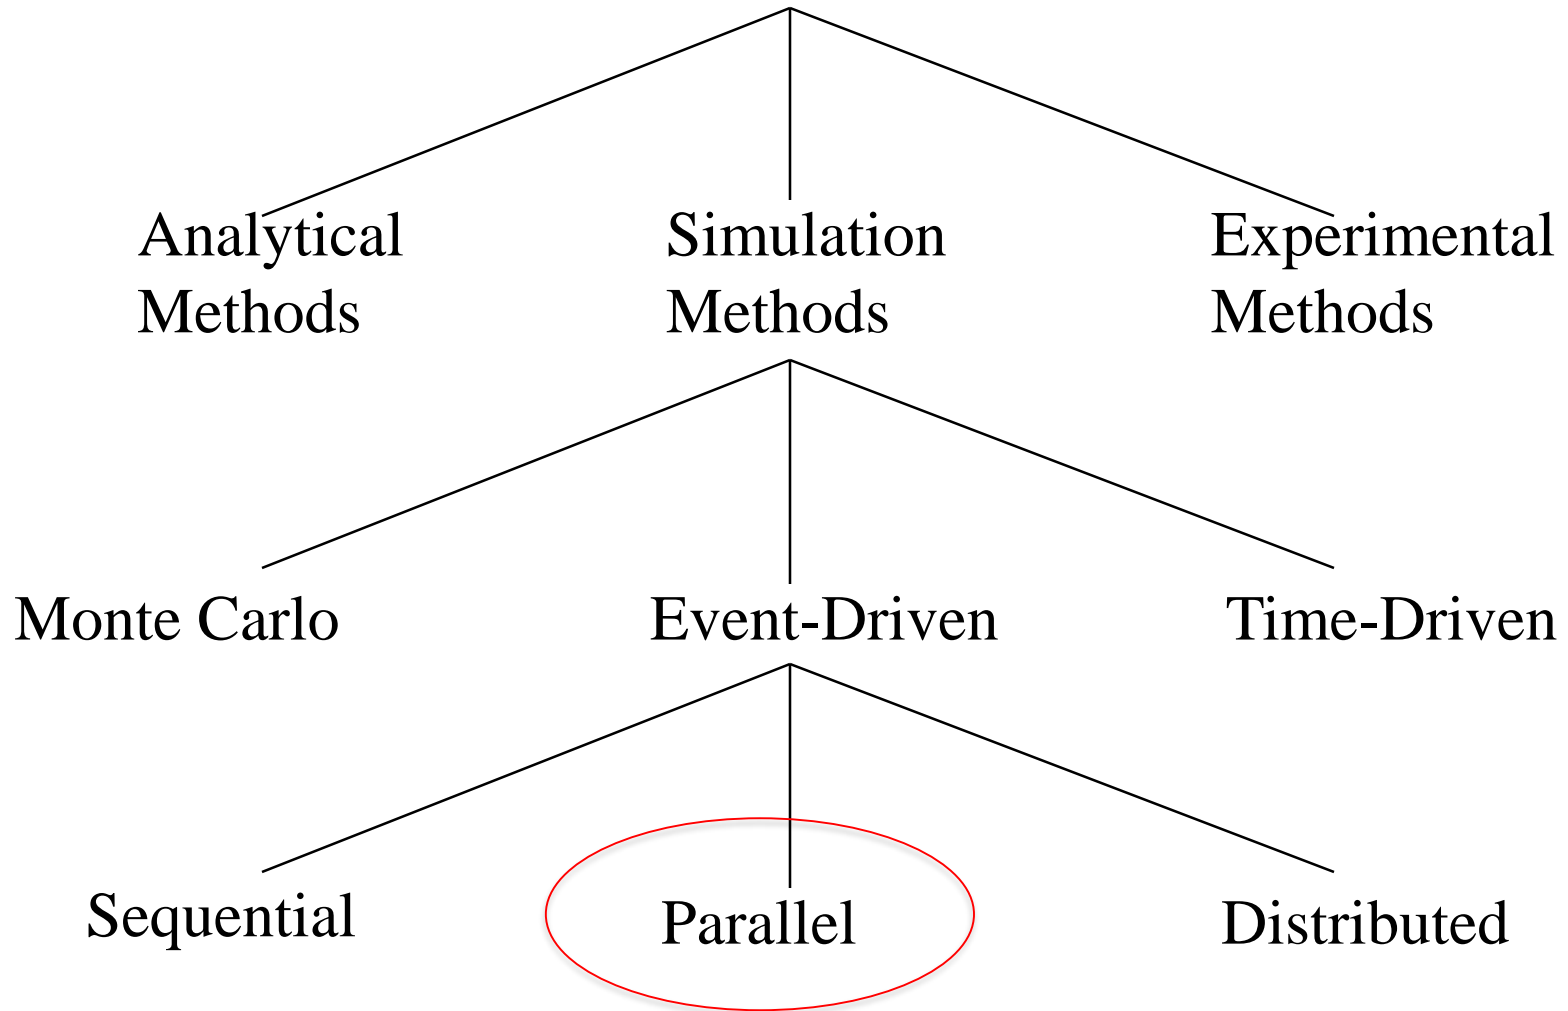 Analytical
Methods
Simulation
Methods
Experimental
Methods
Monte Carlo
Event-Driven
Time-Driven
Sequential
Parallel
Distributed